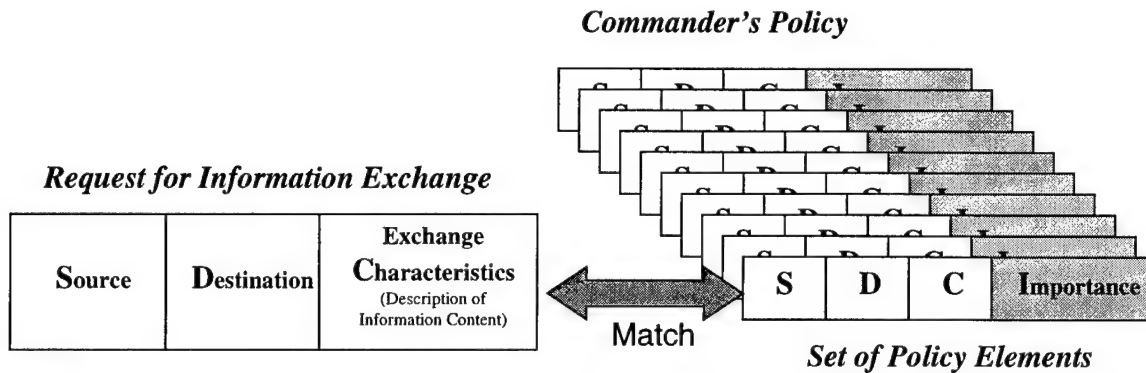 Commander's Policy
Request for Information Exchange
Source
Destination
Exchange
Characteristics
(Description of
Information Content)
Match
S D C Importance
Set of Policy Elements